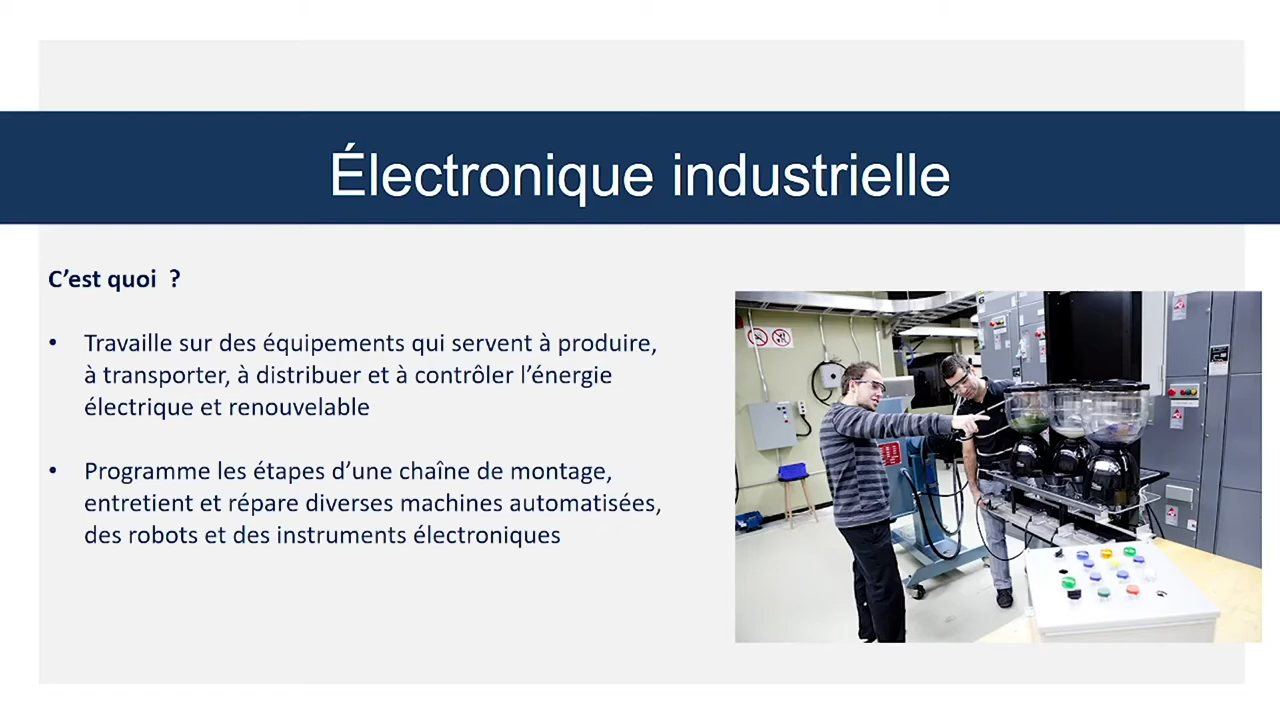 Électronique industrielle
C’est quoi  ?
• Travaille sur des équipements qui servent à produire,
à transporter, à distribuer et à contrôler l’énergie
électrique et renouvelable
• Programme les étapes d’une chaîne de montage,
entretient et répare diverses machines automatisées,
des robots et des instruments électroniques